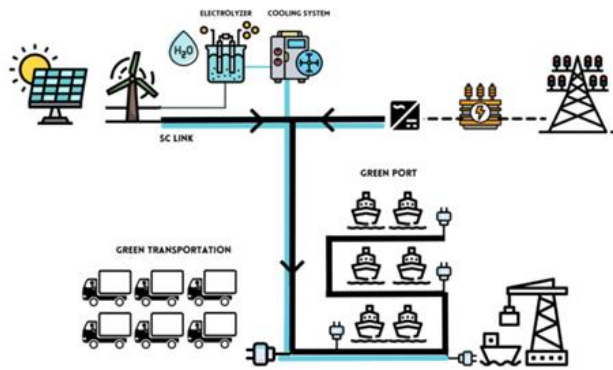 ELECTROLYZER
COOLING SYSTEM
H₂O
SC LINK
GREEN PORT
GREEN TRANSPORTATION